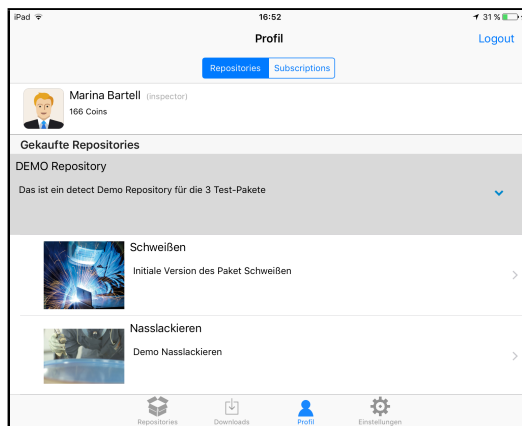 iPad 16:52 31 %
Profil Logout
Repositories Subscriptions
Marina Bartell (Inspector)
166 Coins
Gekaufte Repositories
DEMO Repository
Das ist ein detect Demo Repository für die 3 Test-Pakete
Schweißen
Initiale Version des Paket Schweißen
Nasslackieren
Demo Nasslackieren
Repositories Downloads Profil Einstellungen